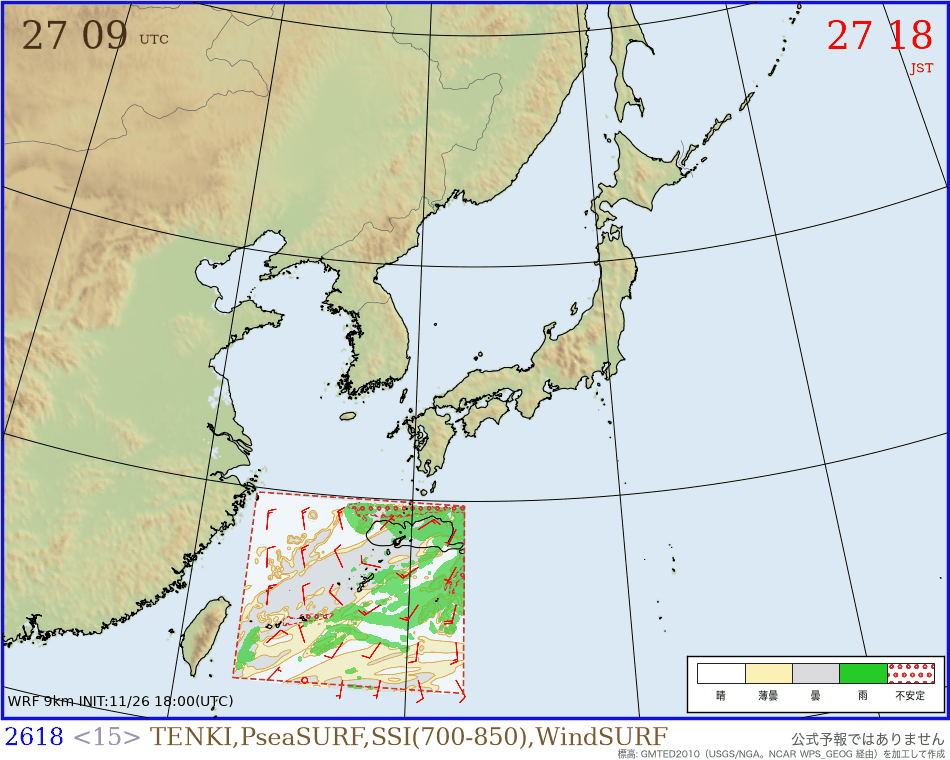 27 09 UTC
27 18
JST
晴 薄曇 曇 雨 不安定
WRF 9km INIT:11/26 18:00(UTC)
2618 <15> TENKI,PseaSURF,SSI(700-850),WindSURF
公式予報ではありません
標高: GMTED2010（USGS/NGA。NCAR WPS_GEOG 経由）を加工して作成